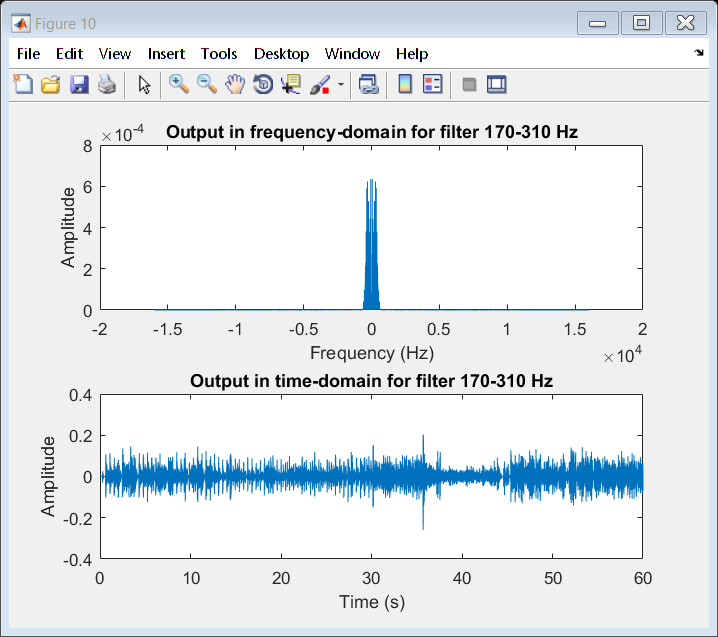 Figure 10
File Edit View Insert Tools Desktop Window Help
×10-4
Output in frequency-domain for filter 170-310 Hz
8
6
4
2
0
Amplitude
-2 -1.5 -1 -0.5 0 0.5 1 1.5 2
Frequency (Hz)
×10^4
Output in time-domain for filter 170-310 Hz
0.4
0.2
0
-0.2
-0.4
Amplitude
0 10 20 30 40 50 60
Time (s)